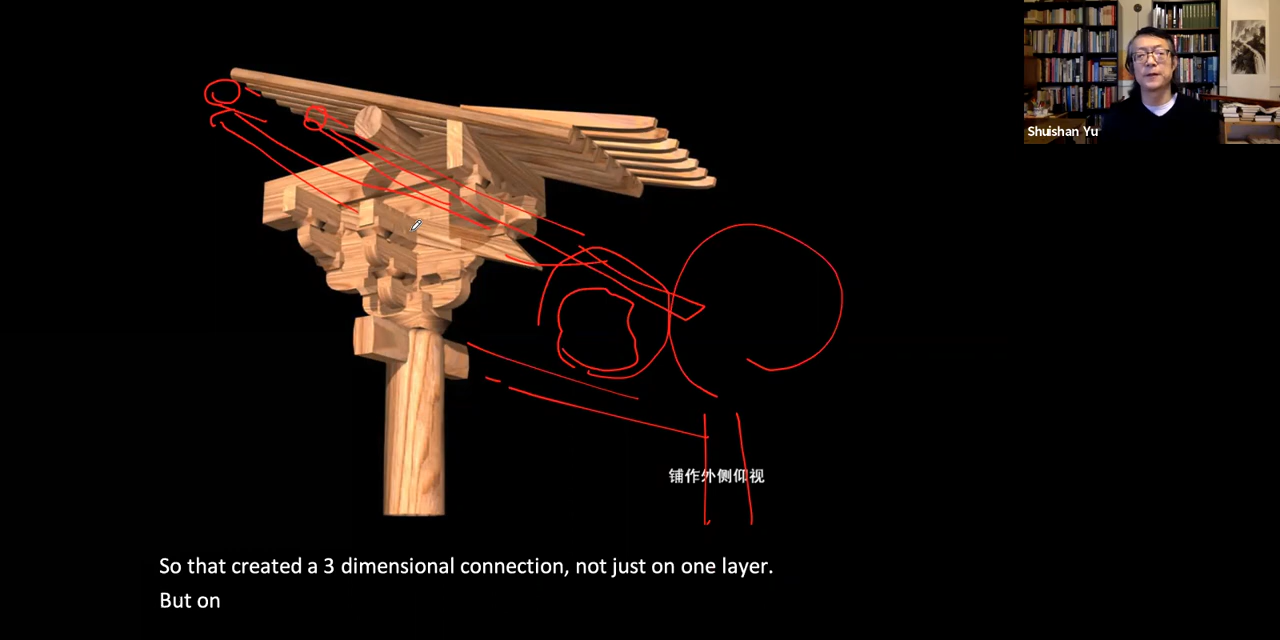 Shuishan Yu
铺作外侧仰视
So that created a 3 dimensional connection, not just on one layer.
But on